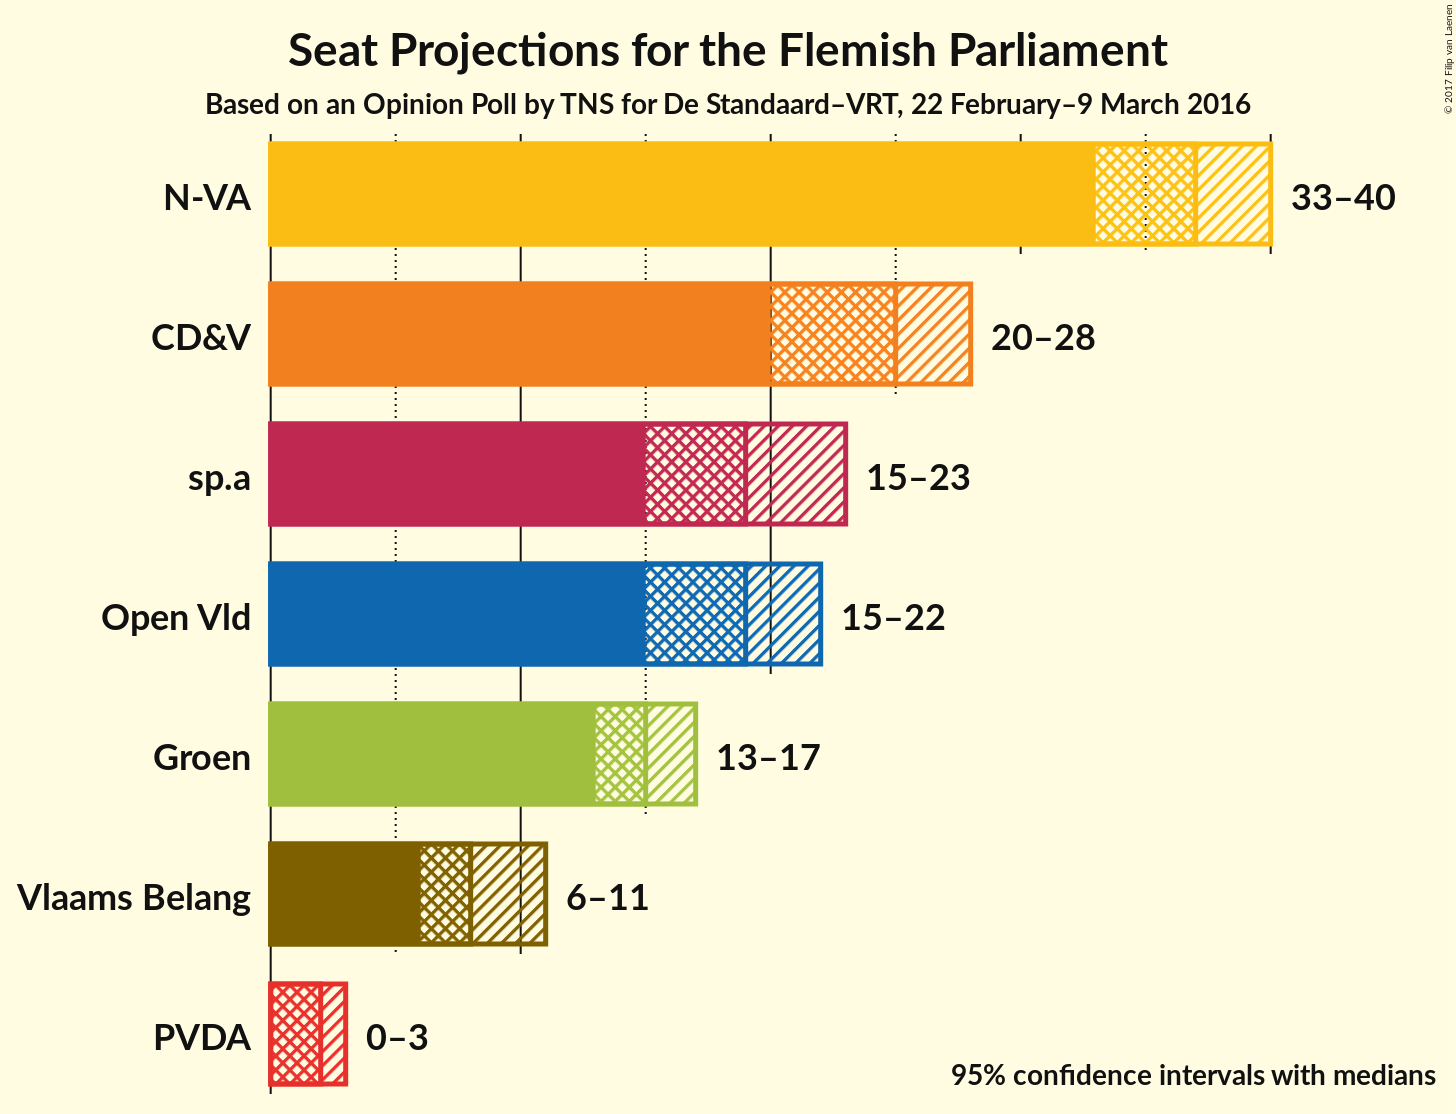 Seat Projections for the Flemish Parliament
Based on an Opinion Poll by TNS for De Standaard–VRT, 22 February–9 March 2016
© 2017 Filip van Laenen
N-VA 33–40
CD&V 20–28
sp.a 15–23
Open Vld 15–22
Groen 13–17
Vlaams Belang 6–11
PVDA 0–3
95% confidence intervals with medians